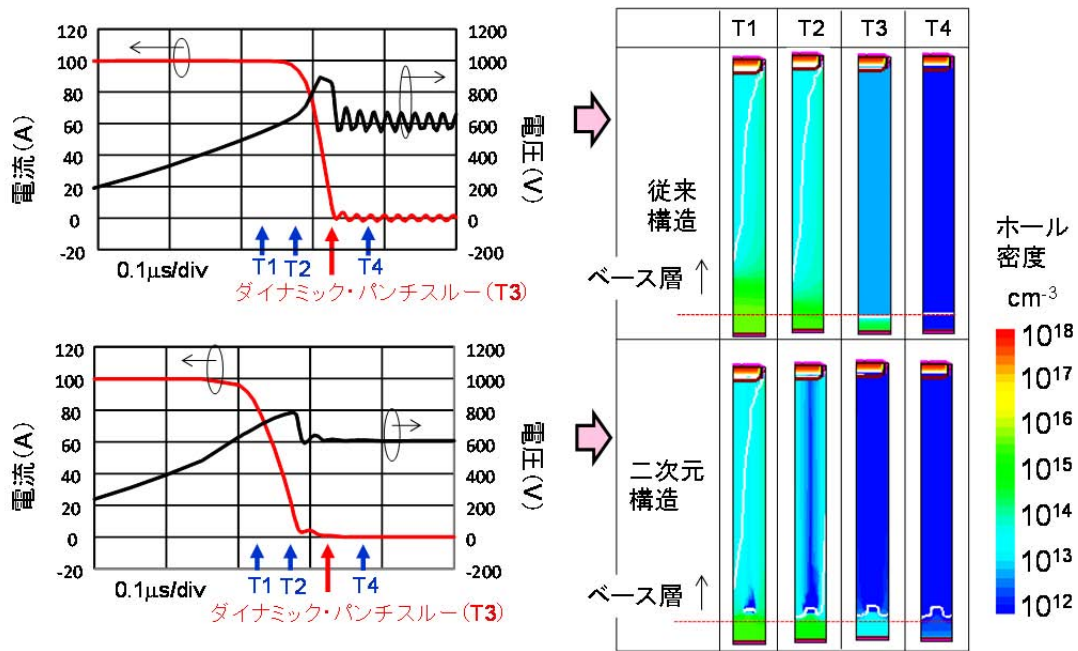 120
100
80
60
40
20
0
-20
電流(A)
1200
1000
800
600
400
200
0
-200
電圧(V)
0.1μs/div
T1
T2
T4
ダイナミック・パンチスルー(T3)
120
100
80
60
40
20
0
-20
電流(A)
1200
1000
800
600
400
200
0
-200
電圧(V)
0.1μs/div
T1
T2
T4
ダイナミック・パンチスルー(T3)
T1 T2 T3 T4
従来
構造
ベース層
二次元
構造
ベース層
ホール
密度
cm-3
10^18
10^17
10^16
10^15
10^14
10^13
10^12